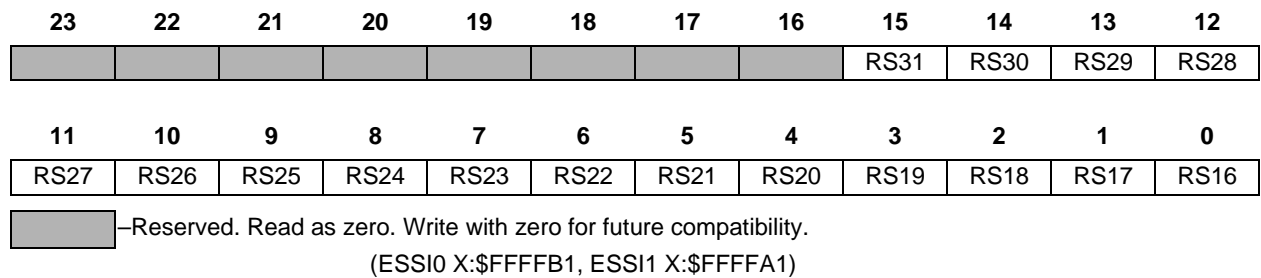 23 22 21 20 19 18 17 16 15 14 13 12
RS31 RS30 RS29 RS28
11 10 9 8 7 6 5 4 3 2 1 0
RS27 RS26 RS25 RS24 RS23 RS22 RS21 RS20 RS19 RS18 RS17 RS16
–Reserved. Read as zero. Write with zero for future compatibility.
(ESSI0 X:$FFFFB1, ESSI1 X:$FFFFA1)